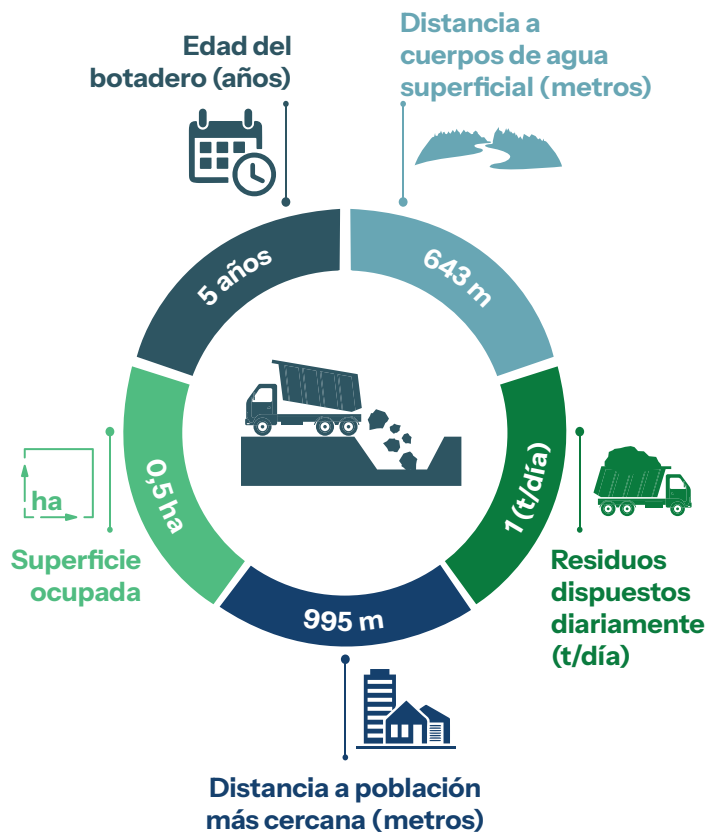 Edad del
botadero (años)
Distancia a
cuerpos de agua
superficial (metros)
5 años
643 m
0,5 ha
1 (t/día)
995 m
ha
Superficie
ocupada
Residuos
dispuestos
diariamente
(t/día)
Distancia a población
más cercana (metros)